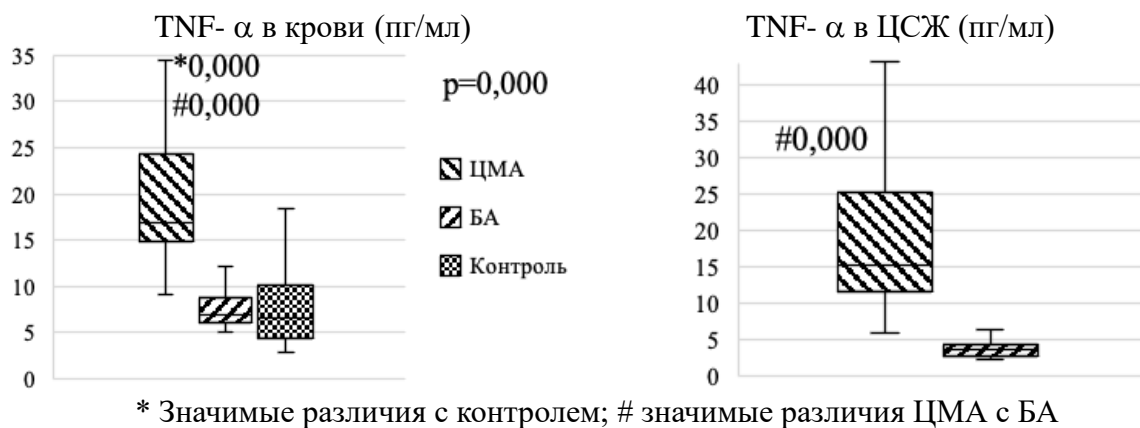 TNF- α в крови (пг/мл)
35
30
25
20
15
10
5
0
*0,000
#0,000
p=0,000
ЦМА
БА
Контроль
TNF- α в ЦСЖ (пг/мл)
40
35
30
25
20
15
10
5
0
#0,000
* Значимые различия с контролем; # значимые различия ЦМА с БА